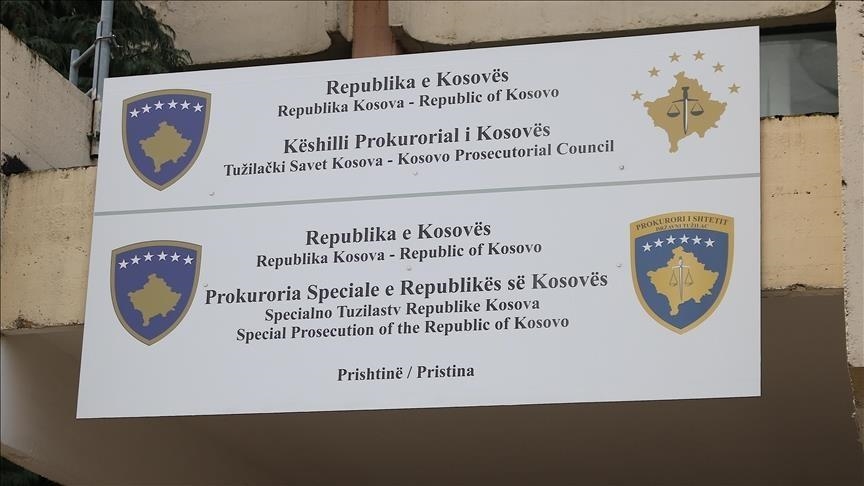 Republika e Kosovës
Republika Kosova - Republic of Kosovo
Këshilli Prokurorial i Kosovës
Tužilački Savet Kosova - Kosovo Prosecutorial Council
Republika e Kosovës
Republika Kosova - Republic of Kosovo
PROKURORI I SHTETIT
DRŽAVNI TUŽILAC
Prokuroria Speciale e Republikës së Kosovës
Specialno Tuzilastv Republike Kosova
Special Prosecution of the Republic of Kosovo
Prishtinë / Pristina